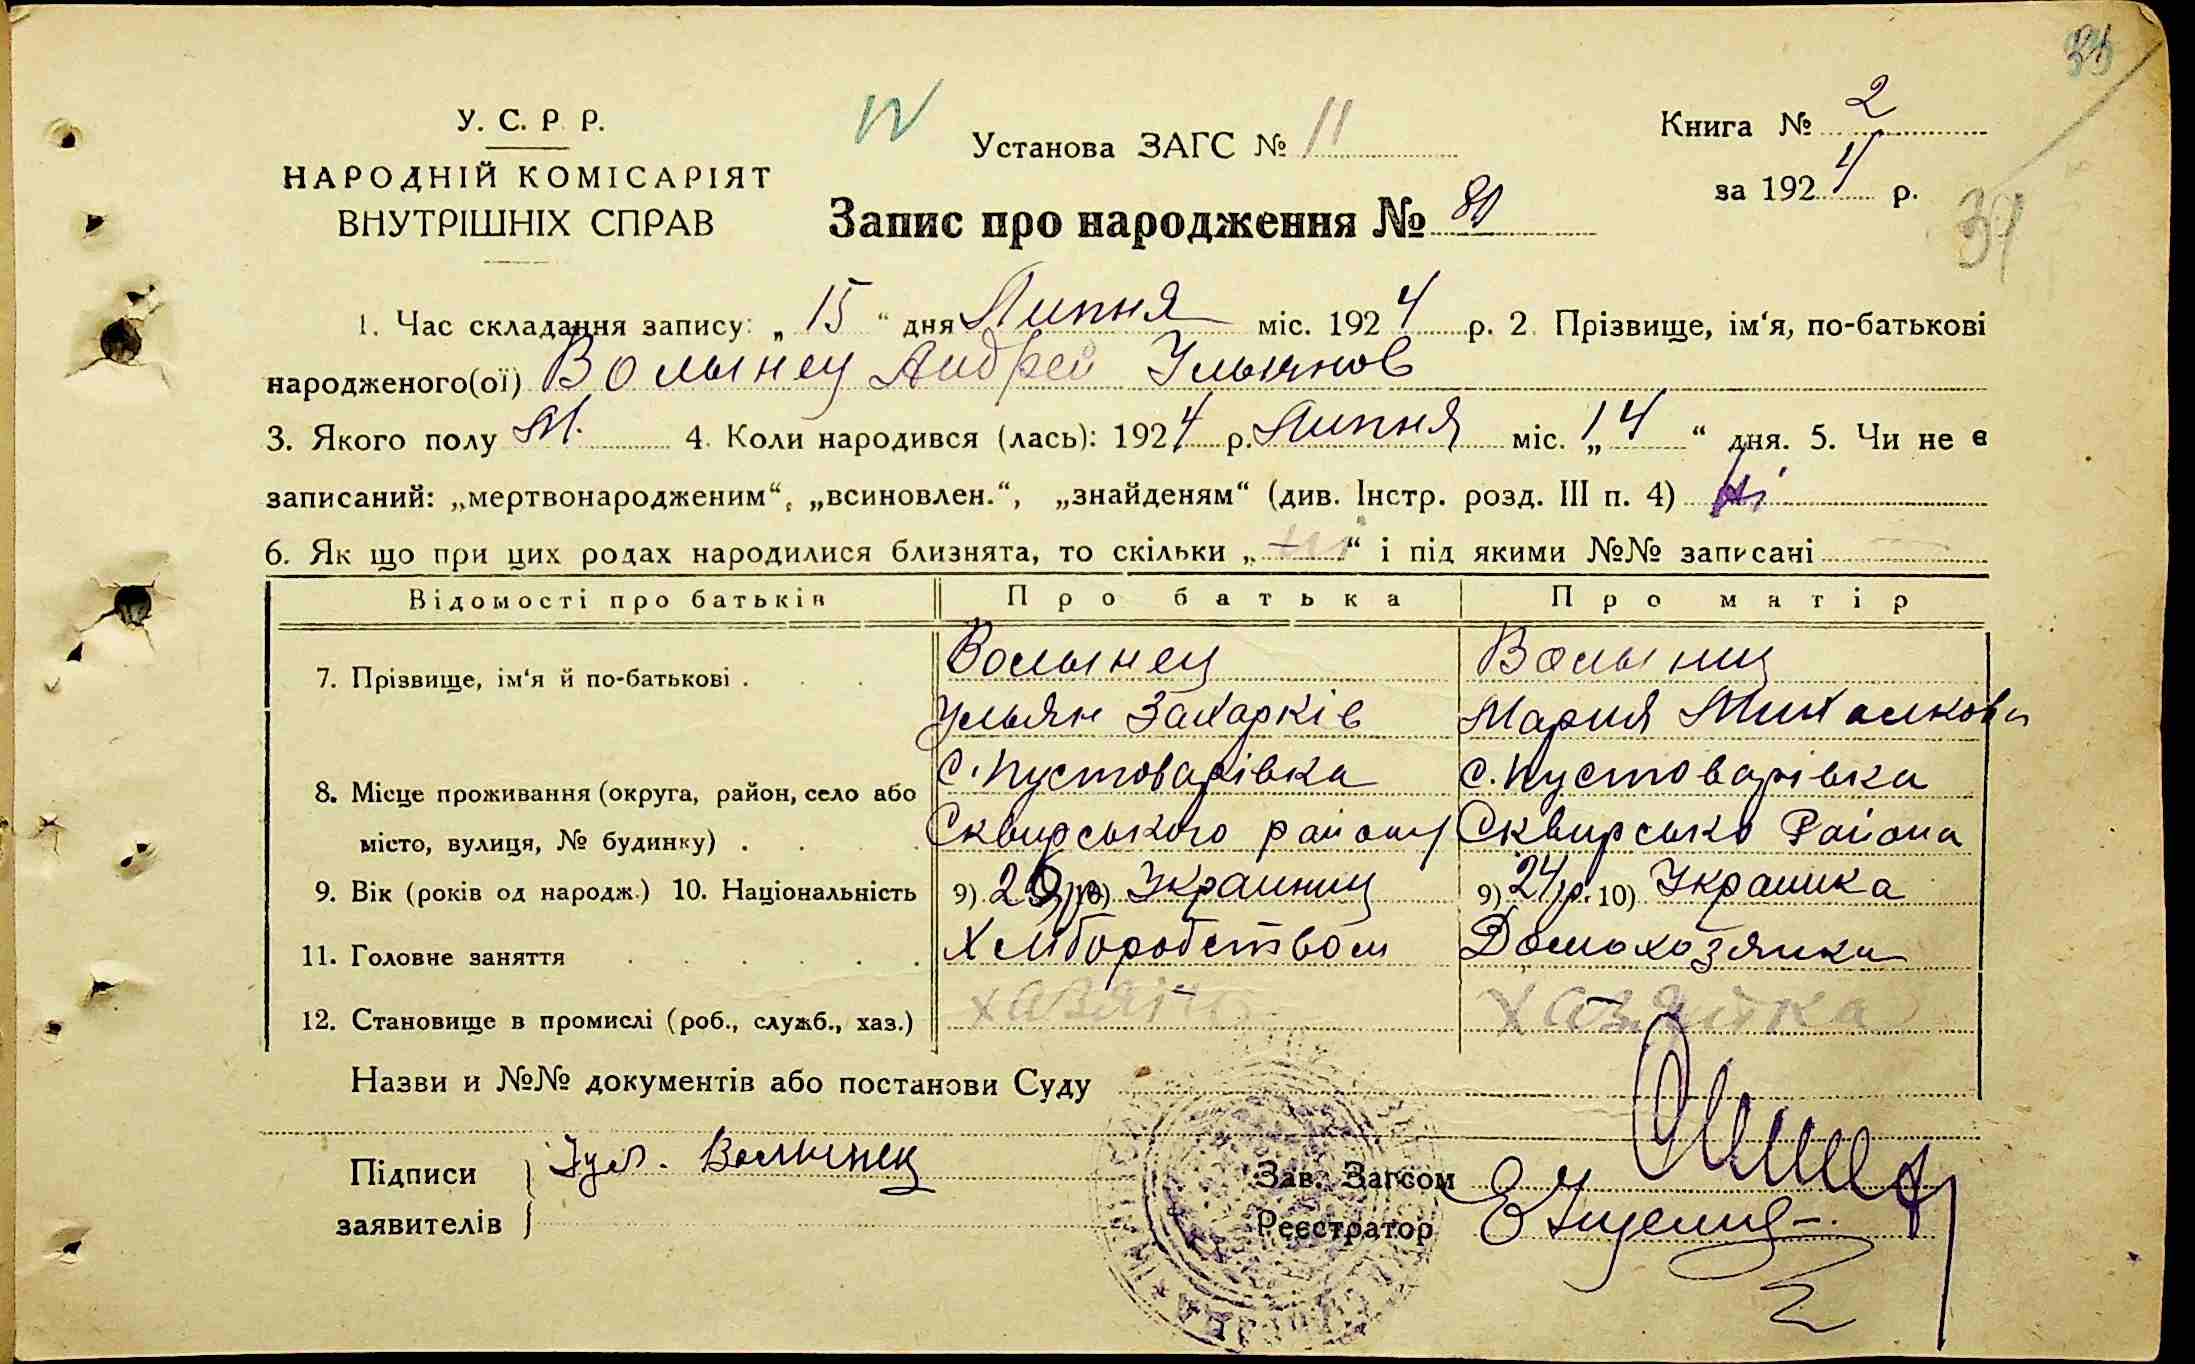 У. С. Р. Р.
НАРОДНІЙ КОМІСАРІЯТ
ВНУТРІШНІХ СПРАВ
Установа ЗАГС № 11
Книга № 2
за 1924 р.
39
Запис про народження № 80
1. Час складання запису: „ 15 “ дня Липня міс. 1924 р. 2. Прізвище, ім‘я, по-батькові
народженого(ої) Волынец Андрей Ульянов
3. Якого полу М. 4. Коли народився (лась): 1924 р. Липня міс. „ 14 “ дня. 5. Чи не є
записаний: „мертвонародженим“, „всиновлен.“, „знайденям“ (див. Інстр. розд. III п. 4) Ні
6. Як що при цих родах народилися близнята, то скільки „ ні “ і під якими №№ записані —
Відомості про батьків Про батька Про матір
7. Прізвище, ім‘я й по-батькові . Волынец Ульян Захарків Волынец Мария Михалкова
8. Місце проживання (округа, район, село або С. Пустоварівка С. Пустоварівка
місто, вулиця, № будинку) . Сквирського району Сквирсько Района
9. Вік (років од народж.) 10. Національність 9) 26 р. 10) Украинец 9) 24 р. 10) Украинка
11. Головне заняття Хліборобством Домохозяика
12. Становище в промислі (роб., служб., хаз.) хазяїн хазяйка
Назви и №№ документів або постанови Суду
Підписи Волынец
заявителів
Зав. Загсом
Реєстратор